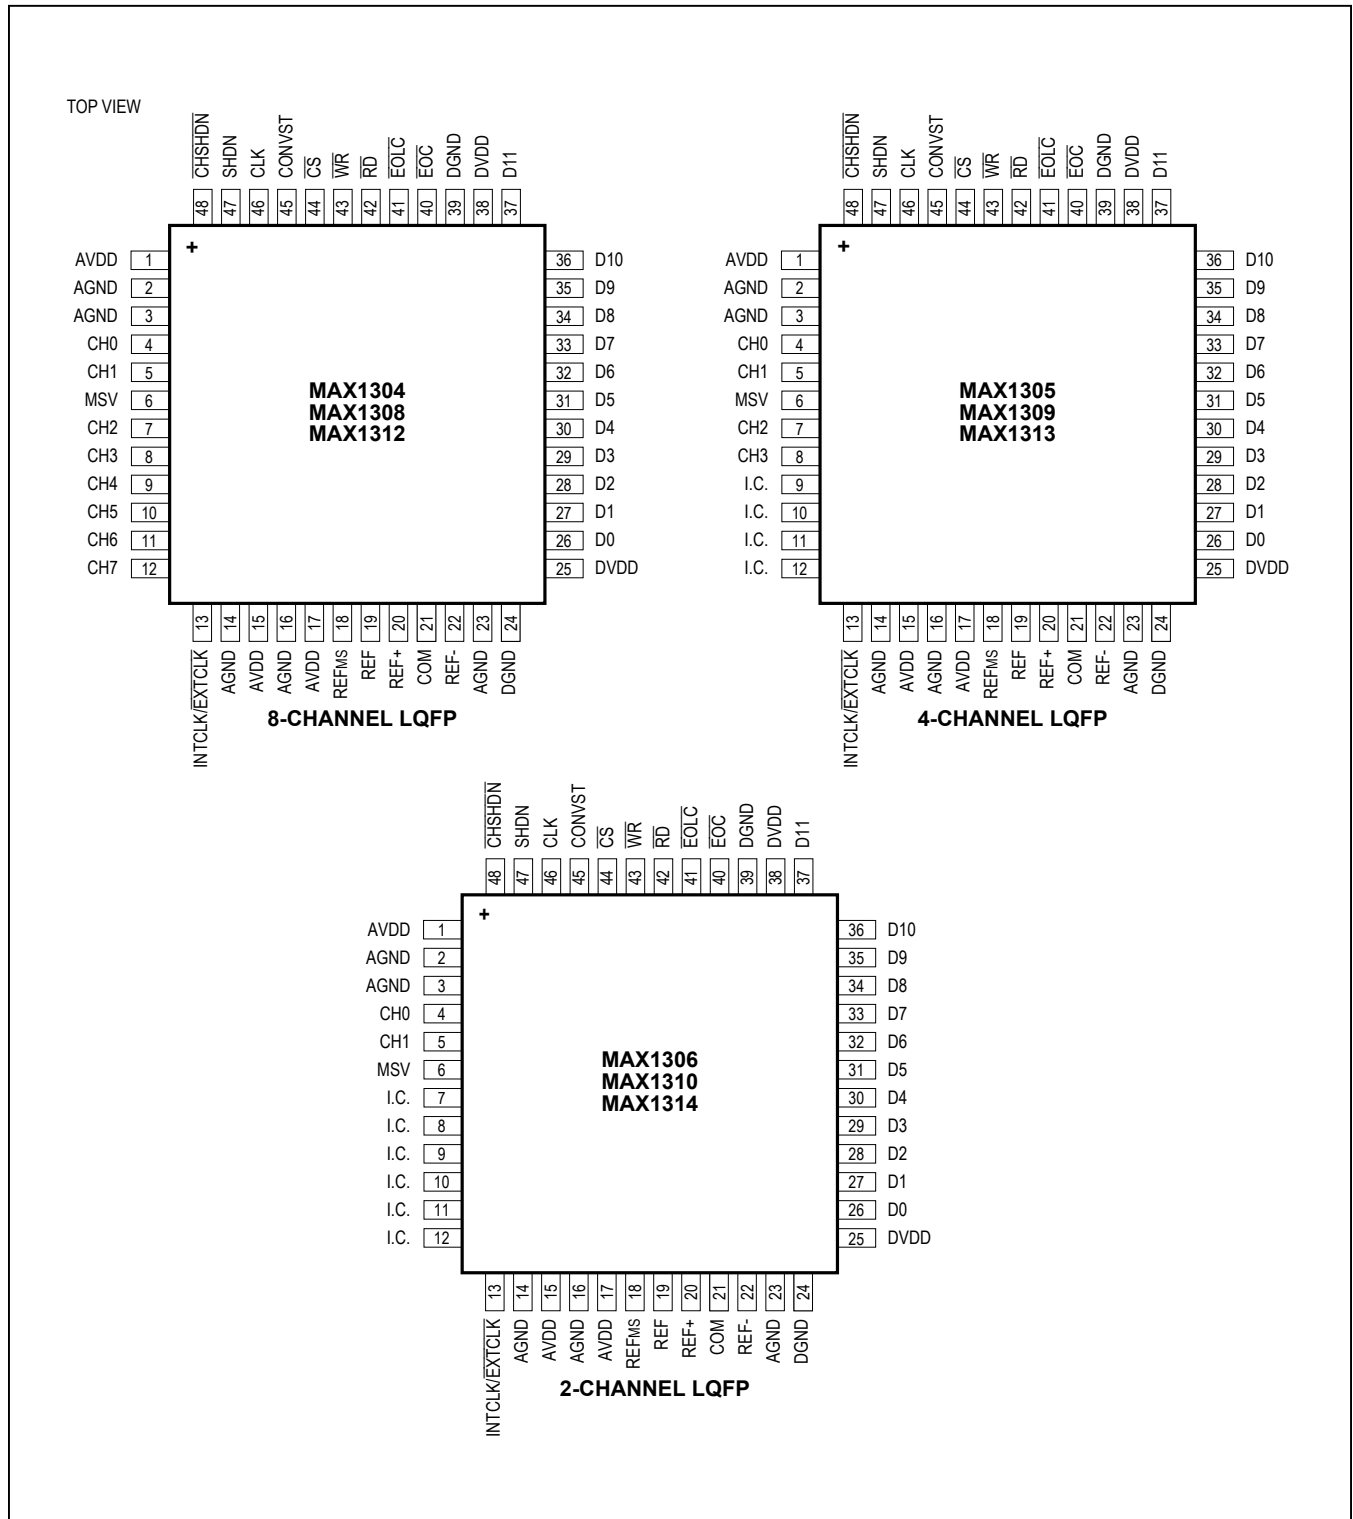 TOP VIEW
CHSHDN SHDN CLK CONVST CS WR RD EOLC EOC DGND DVDD D11
48 47 46 45 44 43 42 41 40 39 38 37
+
AVDD 1
AGND 2
AGND 3
CH0 4
CH1 5
MSV 6
CH2 7
CH3 8
CH4 9
CH5 10
CH6 11
CH7 12
MAX1304
MAX1308
MAX1312
36 D10
35 D9
34 D8
33 D7
32 D6
31 D5
30 D4
29 D3
28 D2
27 D1
26 D0
25 DVDD
13 14 15 16 17 18 19 20 21 22 23 24
INTCLK/EXTCLK AGND AVDD AGND AVDD REFMS REF REF+ COM REF- AGND DGND
8-CHANNEL LQFP
CHSHDN SHDN CLK CONVST CS WR RD EOLC EOC DGND DVDD D11
48 47 46 45 44 43 42 41 40 39 38 37
+
AVDD 1
AGND 2
AGND 3
CH0 4
CH1 5
MSV 6
CH2 7
CH3 8
I.C. 9
I.C. 10
I.C. 11
I.C. 12
MAX1305
MAX1309
MAX1313
36 D10
35 D9
34 D8
33 D7
32 D6
31 D5
30 D4
29 D3
28 D2
27 D1
26 D0
25 DVDD
13 14 15 16 17 18 19 20 21 22 23 24
INTCLK/EXTCLK AGND AVDD AGND AVDD REFMS REF REF+ COM REF- AGND DGND
4-CHANNEL LQFP
CHSHDN SHDN CLK CONVST CS WR RD EOLC EOC DGND DVDD D11
48 47 46 45 44 43 42 41 40 39 38 37
+
AVDD 1
AGND 2
AGND 3
CH0 4
CH1 5
MSV 6
I.C. 7
I.C. 8
I.C. 9
I.C. 10
I.C. 11
I.C. 12
MAX1306
MAX1310
MAX1314
36 D10
35 D9
34 D8
33 D7
32 D6
31 D5
30 D4
29 D3
28 D2
27 D1
26 D0
25 DVDD
13 14 15 16 17 18 19 20 21 22 23 24
INTCLK/EXTCLK AGND AVDD AGND AVDD REFMS REF REF+ COM REF- AGND DGND
2-CHANNEL LQFP